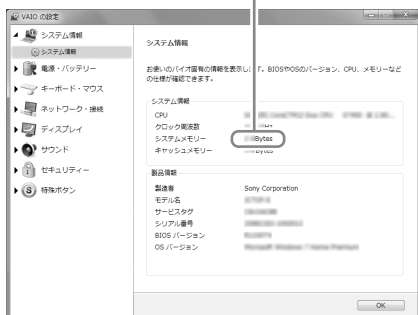 VAIO の設定
システム情報
システム情報
電源・バッテリー
キーボード・マウス
ネットワーク・接続
ディスプレイ
サウンド
セキュリティー
特殊ボタン
システム情報
お使いのバイオ固有の情報を表示します。BIOSやOSのバージョン、CPU、メモリーなど
の仕様が確認できます。
システム情報
CPU
クロック周波数
システムメモリー Bytes
キャッシュメモリー Bytes
製品情報
製造者 Sony Corporation
モデル名
サービスタグ
シリアル番号
BIOS バージョン
OS バージョン
OK